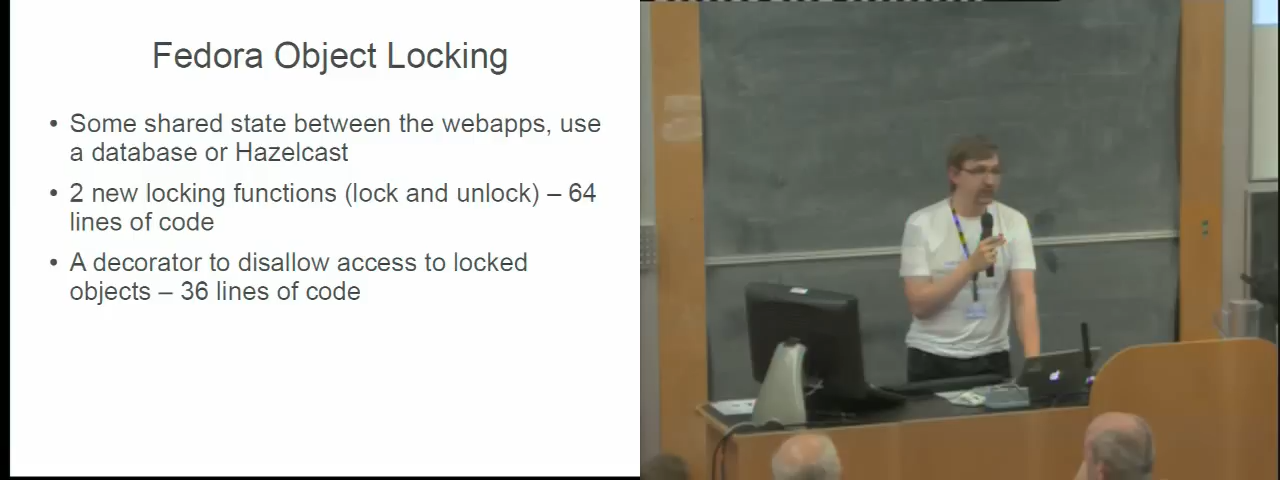 Fedora Object Locking
• Some shared state between the webapps, use
a database or Hazelcast
• 2 new locking functions (lock and unlock) – 64
lines of code
• A decorator to disallow access to locked
objects – 36 lines of code